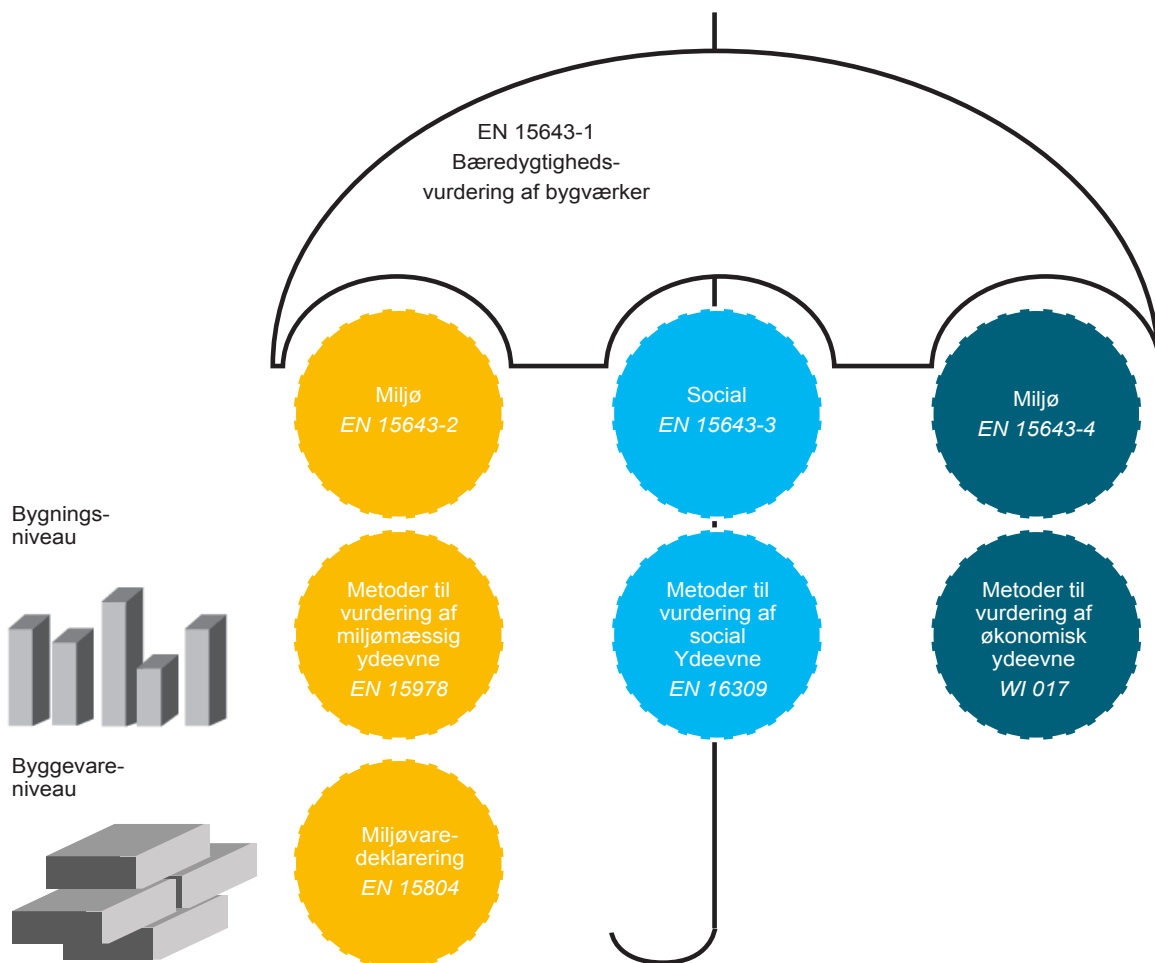 EN 15643-1
Bæredygtigheds-
vurdering af bygværker
Miljø
EN 15643-2
Social
EN 15643-3
Miljø
EN 15643-4
Bygnings-
niveau
Metoder til
vurdering af
miljømæssig
ydeevne
EN 15978
Metoder til
vurdering af
social
Ydeevne
EN 16309
Metoder til
vurdering af
økonomisk
ydeevne
WI 017
Byggevare-
niveau
Miljøvare-
deklarering
EN 15804